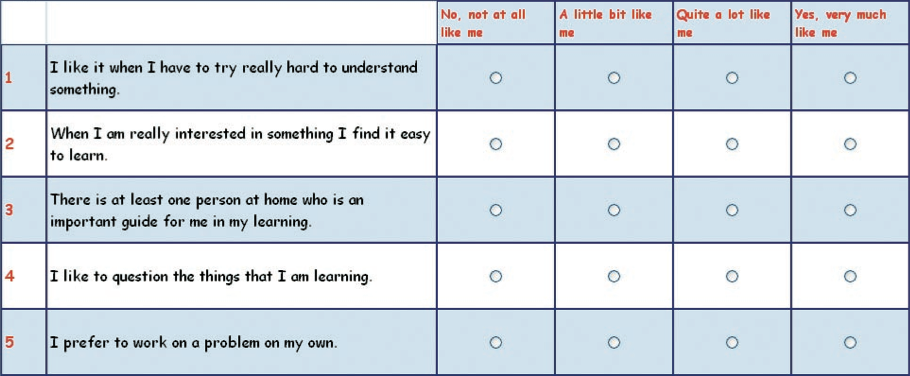 No, not at all
like me
A little bit like
me
Quite a lot like
me
Yes, very much
like me
1
I like it when I have to try really hard to understand
something.
2
When I am really interested in something I find it easy
to learn.
3
There is at least one person at home who is an
important guide for me in my learning.
4
I like to question the things that I am learning.
5
I prefer to work on a problem on my own.